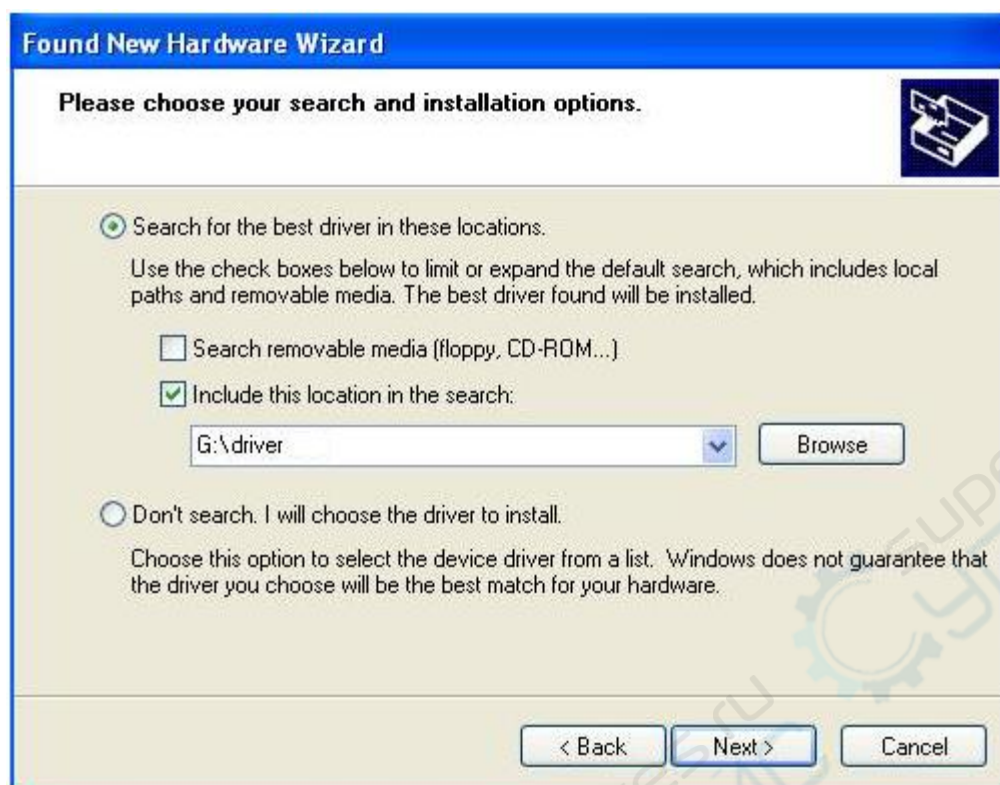 Found New Hardware Wizard
Please choose your search and installation options.
Search for the best driver in these locations.
Use the check boxes below to limit or expand the default search, which includes local
paths and removable media. The best driver found will be installed.
Search removable media (floppy, CD-ROM...)
Include this location in the search:
G:\driver
Browse
Don't search. I will choose the driver to install.
Choose this option to select the device driver from a list. Windows does not guarantee that
the driver you choose will be the best match for your hardware.
< Back
Next >
Cancel